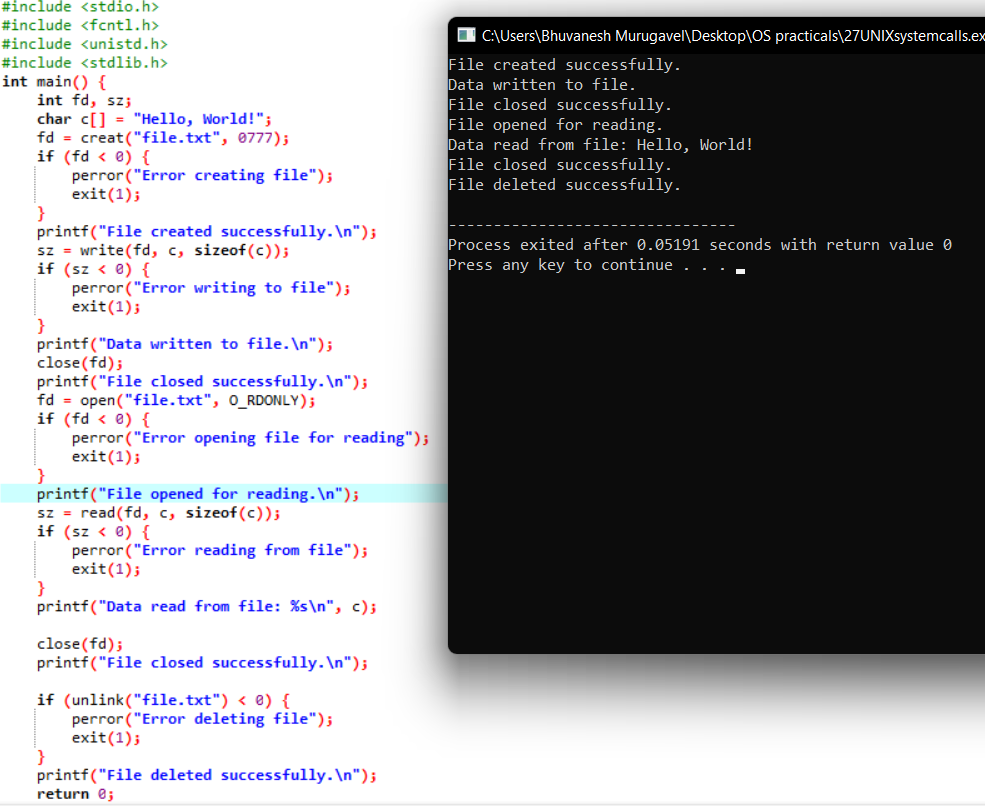 #include <stdio.h>
#include <fcntl.h>
#include <unistd.h>
#include <stdlib.h>
int main() {
    int fd, sz;
    char c[] = "Hello, World!";
    fd = creat("file.txt", 0777);
    if (fd < 0) {
        perror("Error creating file");
        exit(1);
    }
    printf("File created successfully.\n");
    sz = write(fd, c, sizeof(c));
    if (sz < 0) {
        perror("Error writing to file");
        exit(1);
    }
    printf("Data written to file.\n");
    close(fd);
    printf("File closed successfully.\n");
    fd = open("file.txt", O_RDONLY);
    if (fd < 0) {
        perror("Error opening file for reading");
        exit(1);
    }
    printf("File opened for reading.\n");
    sz = read(fd, c, sizeof(c));
    if (sz < 0) {
        perror("Error reading from file");
        exit(1);
    }
    printf("Data read from file: %s\n", c);

    close(fd);
    printf("File closed successfully.\n");

    if (unlink("file.txt") < 0) {
        perror("Error deleting file");
        exit(1);
    }
    printf("File deleted successfully.\n");
    return 0;
C:\Users\Bhuvanesh Murugavel\Desktop\OS practicals\27UNIXsystemcalls.ex
File created successfully.
Data written to file.
File closed successfully.
File opened for reading.
Data read from file: Hello, World!
File closed successfully.
File deleted successfully.

--------------------------------
Process exited after 0.05191 seconds with return value 0
Press any key to continue . . .